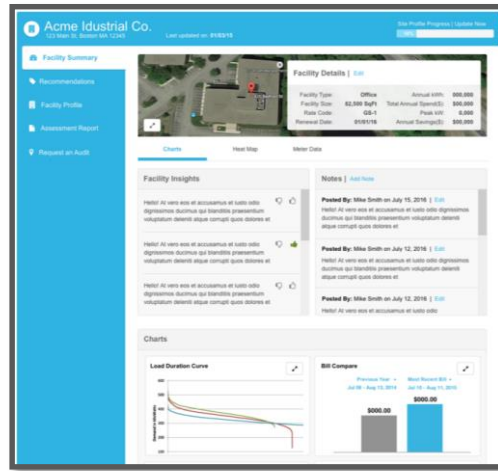 Acme Idustrial Co.
123 Main St, Boston MA 12345
Last updated on: 01/03/15
Site Profile Progress | Update Now
Facility Summary
Recommendations
Facility Profile
Assessment Report
Request an Audit
Facility Details | Edit
Facility Type: Office Annual kWh: 000,000
Facility Size: 62,500 SqFt Total Annual Spend($): $00,000
Rate Code: GS-1 Peak kW: 0,000
Renewal Date: 01/01/16 Annual Savings($): $00,000
Charts Heat Map Meter Data
Facility Insights
Hello! At vero eos et accusamus et iusto odio
dignissimos ducimus qui blanditiis praesentium
voluptatum deleniti atque corrupti quos dolores et
Hello! At vero eos et accusamus et iusto odio
dignissimos ducimus qui blanditiis praesentium
voluptatum deleniti atque corrupti quos dolores et
Hello! At vero eos et accusamus et iusto odio
dignissimos ducimus qui blanditiis praesentium
voluptatum deleniti atque corrupti quos dolores et
Notes | Add Note
Posted By: Mike Smith on July 15, 2016 | Edit
Hello! At vero eos et accusamus et iusto odio dignissimos
ducimus qui blanditiis praesentium voluptatum deleniti
atque corrupti quos dolores et
Posted By: Mike Smith on July 12, 2016 | Edit
Hello! At vero eos et accusamus et iusto odio dignissimos
ducimus qui blanditiis praesentium voluptatum deleniti
atque corrupti quos dolores et
Posted By: Mike Smith on July 12, 2016 | Edit
Hello! At vero eos et accusamus et iusto odio
Charts
Load Duration Curve
Bill Compare
Previous Year
Most Recent Bill
$000.00
$000.00